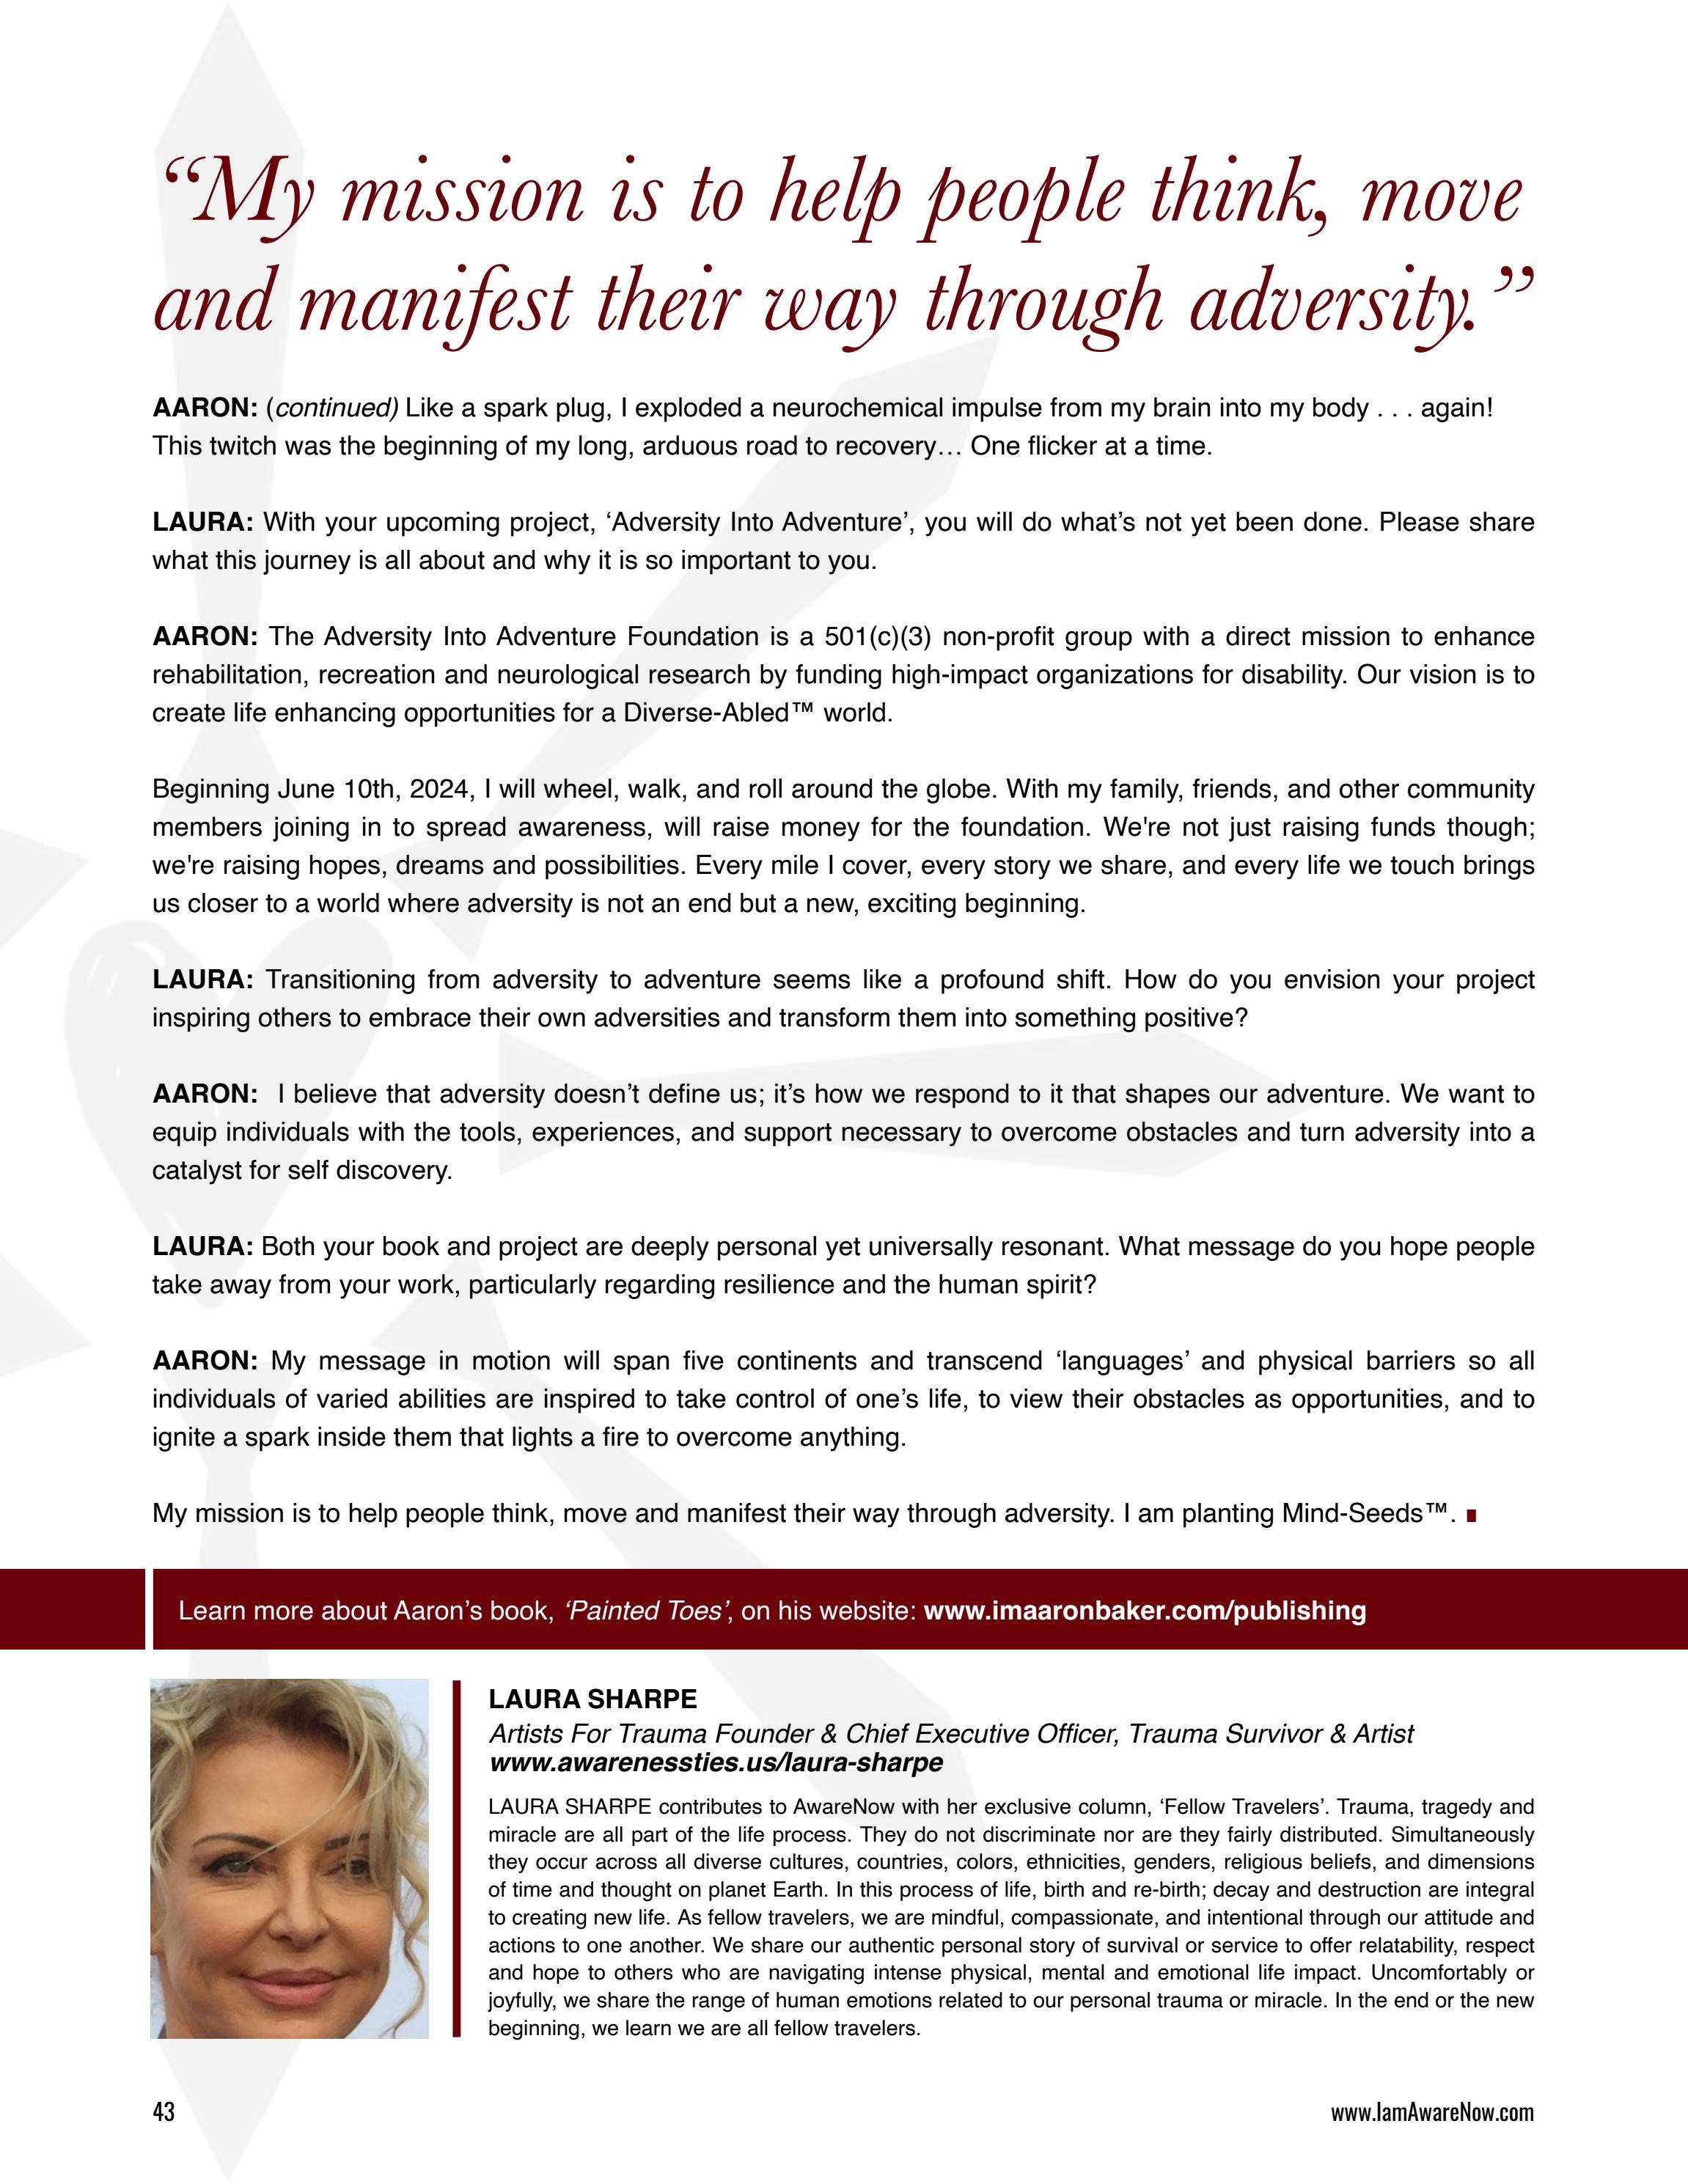 “My mission is to help people think, move
and manifest their way through adversity.”
AARON: (continued) Like a spark plug, I exploded a neurochemical impulse from my brain into my body . . . again!
This twitch was the beginning of my long, arduous road to recovery… One flicker at a time.
LAURA: With your upcoming project, ‘Adversity Into Adventure’, you will do what’s not yet been done. Please share
what this journey is all about and why it is so important to you.
AARON: The Adversity Into Adventure Foundation is a 501(c)(3) non-profit group with a direct mission to enhance
rehabilitation, recreation and neurological research by funding high-impact organizations for disability. Our vision is to
create life enhancing opportunities for a Diverse-Abled™ world.
Beginning June 10th, 2024, I will wheel, walk, and roll around the globe. With my family, friends, and other community
members joining in to spread awareness, will raise money for the foundation. We're not just raising funds though;
we're raising hopes, dreams and possibilities. Every mile I cover, every story we share, and every life we touch brings
us closer to a world where adversity is not an end but a new, exciting beginning.
LAURA: Transitioning from adversity to adventure seems like a profound shift. How do you envision your project
inspiring others to embrace their own adversities and transform them into something positive?
AARON: I believe that adversity doesn’t define us; it’s how we respond to it that shapes our adventure. We want to
equip individuals with the tools, experiences, and support necessary to overcome obstacles and turn adversity into a
catalyst for self discovery.
LAURA: Both your book and project are deeply personal yet universally resonant. What message do you hope people
take away from your work, particularly regarding resilience and the human spirit?
AARON: My message in motion will span five continents and transcend ‘languages’ and physical barriers so all
individuals of varied abilities are inspired to take control of one’s life, to view their obstacles as opportunities, and to
ignite a spark inside them that lights a fire to overcome anything.
My mission is to help people think, move and manifest their way through adversity. I am planting Mind-Seeds™.
Learn more about Aaron’s book, ‘Painted Toes’, on his website: www.imaaronbaker.com/publishing
LAURA SHARPE
Artists For Trauma Founder & Chief Executive Officer, Trauma Survivor & Artist
www.awarenessties.us/laura-sharpe
LAURA SHARPE contributes to AwareNow with her exclusive column, ‘Fellow Travelers’. Trauma, tragedy and
miracle are all part of the life process. They do not discriminate nor are they fairly distributed. Simultaneously
they occur across all diverse cultures, countries, colors, ethnicities, genders, religious beliefs, and dimensions
of time and thought on planet Earth. In this process of life, birth and re-birth; decay and destruction are integral
to creating new life. As fellow travelers, we are mindful, compassionate, and intentional through our attitude and
actions to one another. We share our authentic personal story of survival or service to offer relatability, respect
and hope to others who are navigating intense physical, mental and emotional life impact. Uncomfortably or
joyfully, we share the range of human emotions related to our personal trauma or miracle. In the end or the new
beginning, we learn we are all fellow travelers.
43
www.IamAwareNow.com